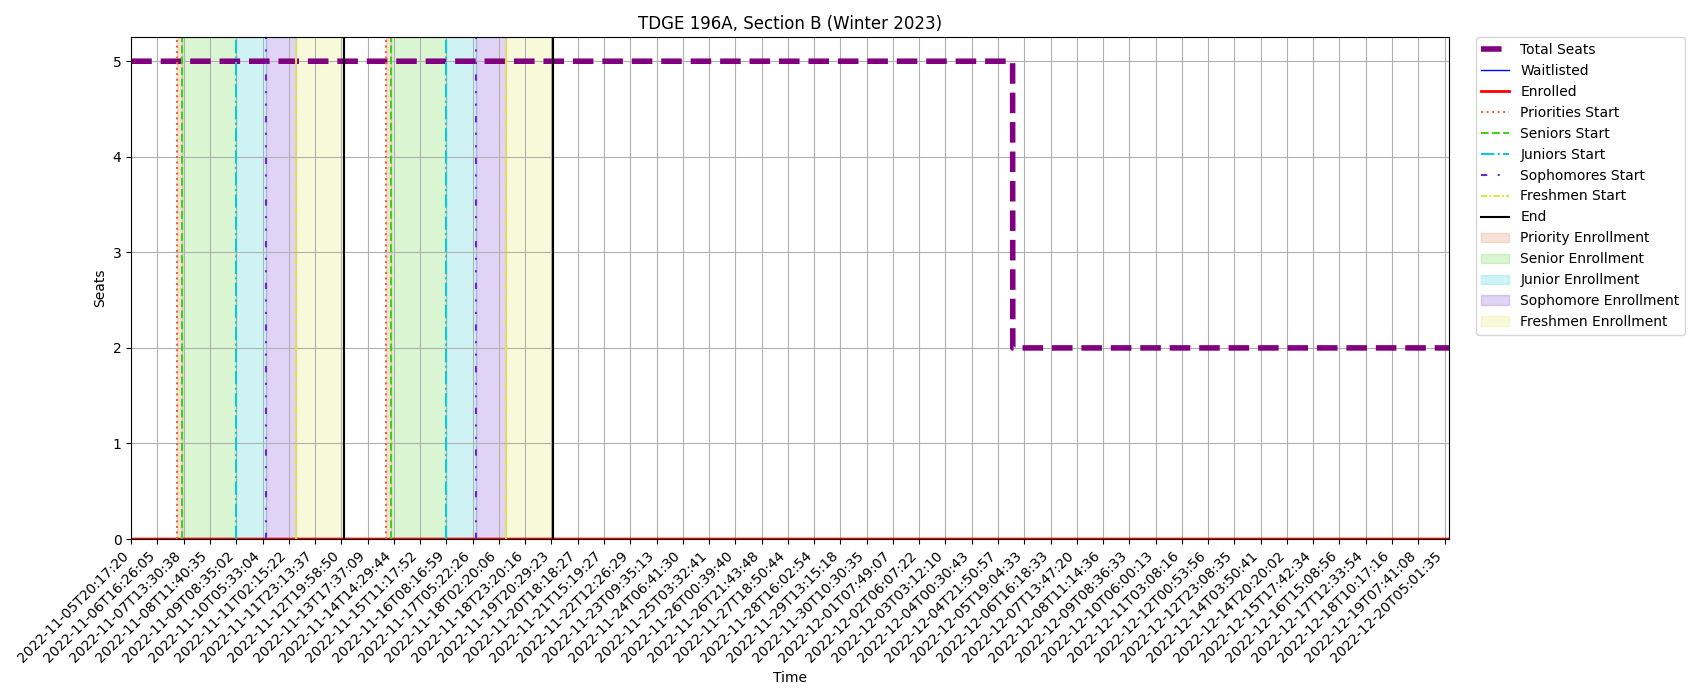 TDGE 196A, Section B (Winter 2023)
Total Seats
Waitlisted
Enrolled
Priorities Start
Seniors Start
Juniors Start
Sophomores Start
Freshmen Start
End
Priority Enrollment
Senior Enrollment
Junior Enrollment
Sophomore Enrollment
Freshmen Enrollment
Seats
5
4
3
2
1
0
2022-11-05T20:17:20
2022-11-06T16:26:05
2022-11-07T13:30:38
2022-11-08T11:40:35
2022-11-09T08:35:02
2022-11-10T05:33:04
2022-11-11T02:15:22
2022-11-11T23:13:37
2022-11-12T19:58:50
2022-11-13T17:37:09
2022-11-14T14:29:44
2022-11-15T11:17:52
2022-11-16T08:16:59
2022-11-17T05:22:26
2022-11-18T02:20:06
2022-11-18T23:20:16
2022-11-19T20:29:23
2022-11-20T18:18:27
2022-11-21T15:19:27
2022-11-22T12:26:29
2022-11-23T09:35:13
2022-11-24T06:41:30
2022-11-25T03:32:41
2022-11-26T00:39:40
2022-11-26T21:43:48
2022-11-27T18:50:44
2022-11-28T16:02:54
2022-11-29T13:15:18
2022-11-30T10:30:35
2022-12-01T07:49:07
2022-12-02T06:07:22
2022-12-03T03:12:10
2022-12-04T00:30:43
2022-12-04T21:50:57
2022-12-05T19:04:33
2022-12-06T16:18:33
2022-12-07T13:47:20
2022-12-08T11:14:36
2022-12-09T08:36:33
2022-12-10T06:00:13
2022-12-11T03:08:16
2022-12-12T00:53:56
2022-12-12T23:08:35
2022-12-14T03:50:41
2022-12-14T20:20:02
2022-12-15T17:42:34
2022-12-16T15:08:56
2022-12-17T12:33:54
2022-12-18T10:17:16
2022-12-19T07:41:08
2022-12-20T05:01:35
Time